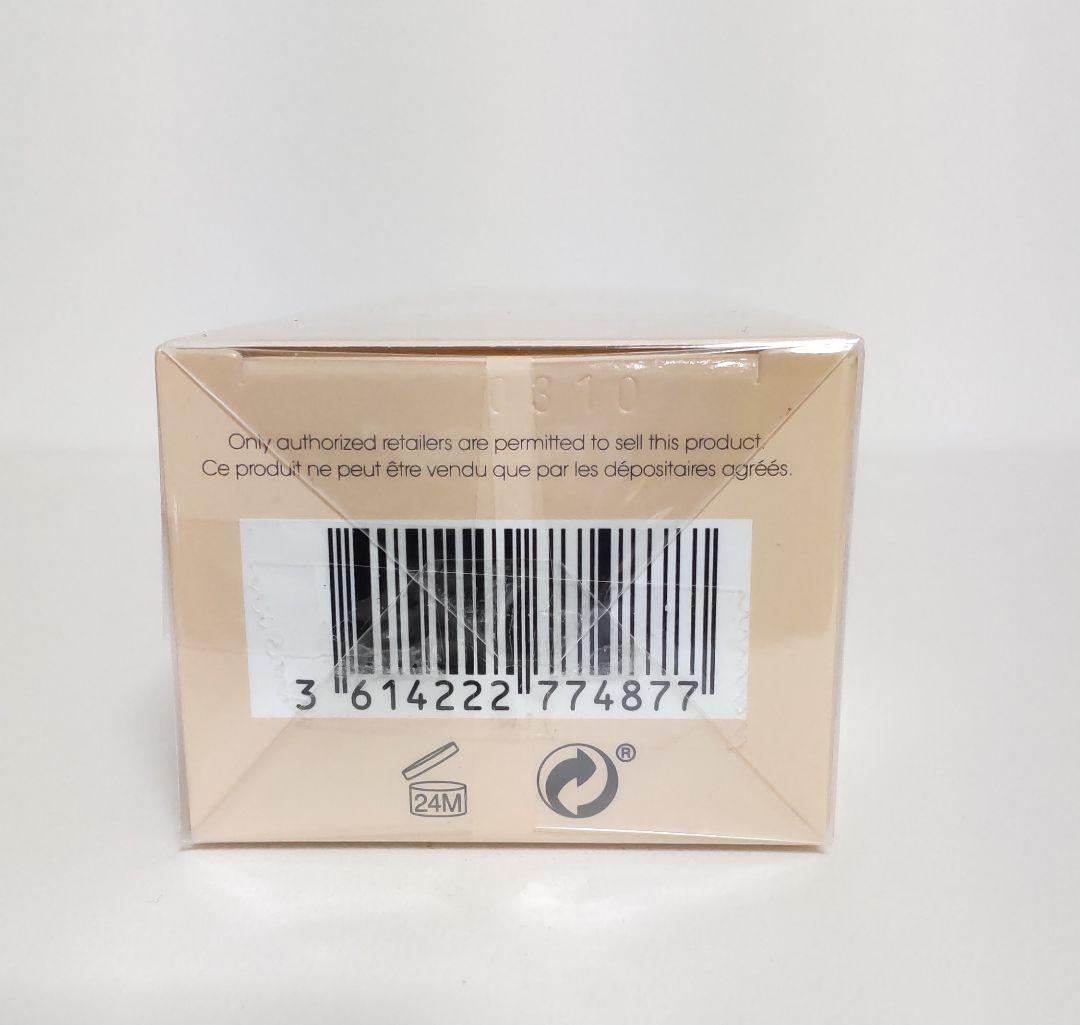 0310
Only authorized retailers are permitted to sell this product.
Ce produit ne peut être vendu que par les dépositaires agréés.
3 614222 774877
24M
®